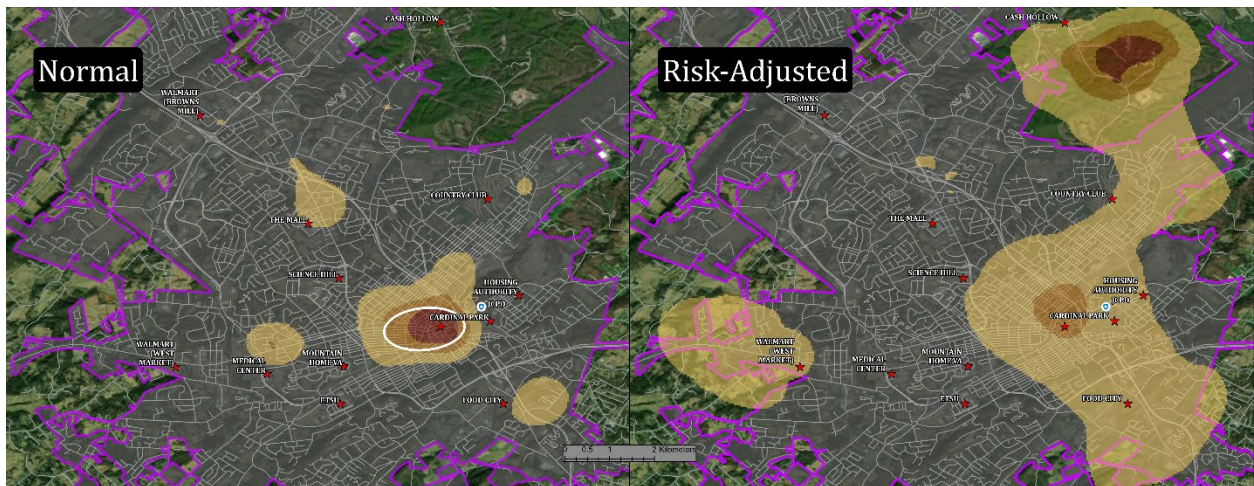 CASH HOLLOW
Normal
WALMART
(BROWNS
MILL)
COUNTRY CLUB
THE MALL
SCIENCE HILL
HOUSING
AUTHORITY
JCPD
CARDINAL PARK
WALMART
(WEST
MARKET)
MEDICAL
CENTER
MOUNTAIN
HOME VA
ETSU
FOOD CITY
0 0.5 1 2 Kilometers
CASH HOLLOW
Risk-Adjusted
(BROWNS
MILL)
COUNTRY CLUB
THE MALL
SCIENCE HILL
HOUSING
AUTHORITY
JCPD
CARDINAL PARK
WALMART
(WEST
MARKET)
MEDICAL
CENTER
MOUNTAIN
HOME VA
ETSU
FOOD CITY